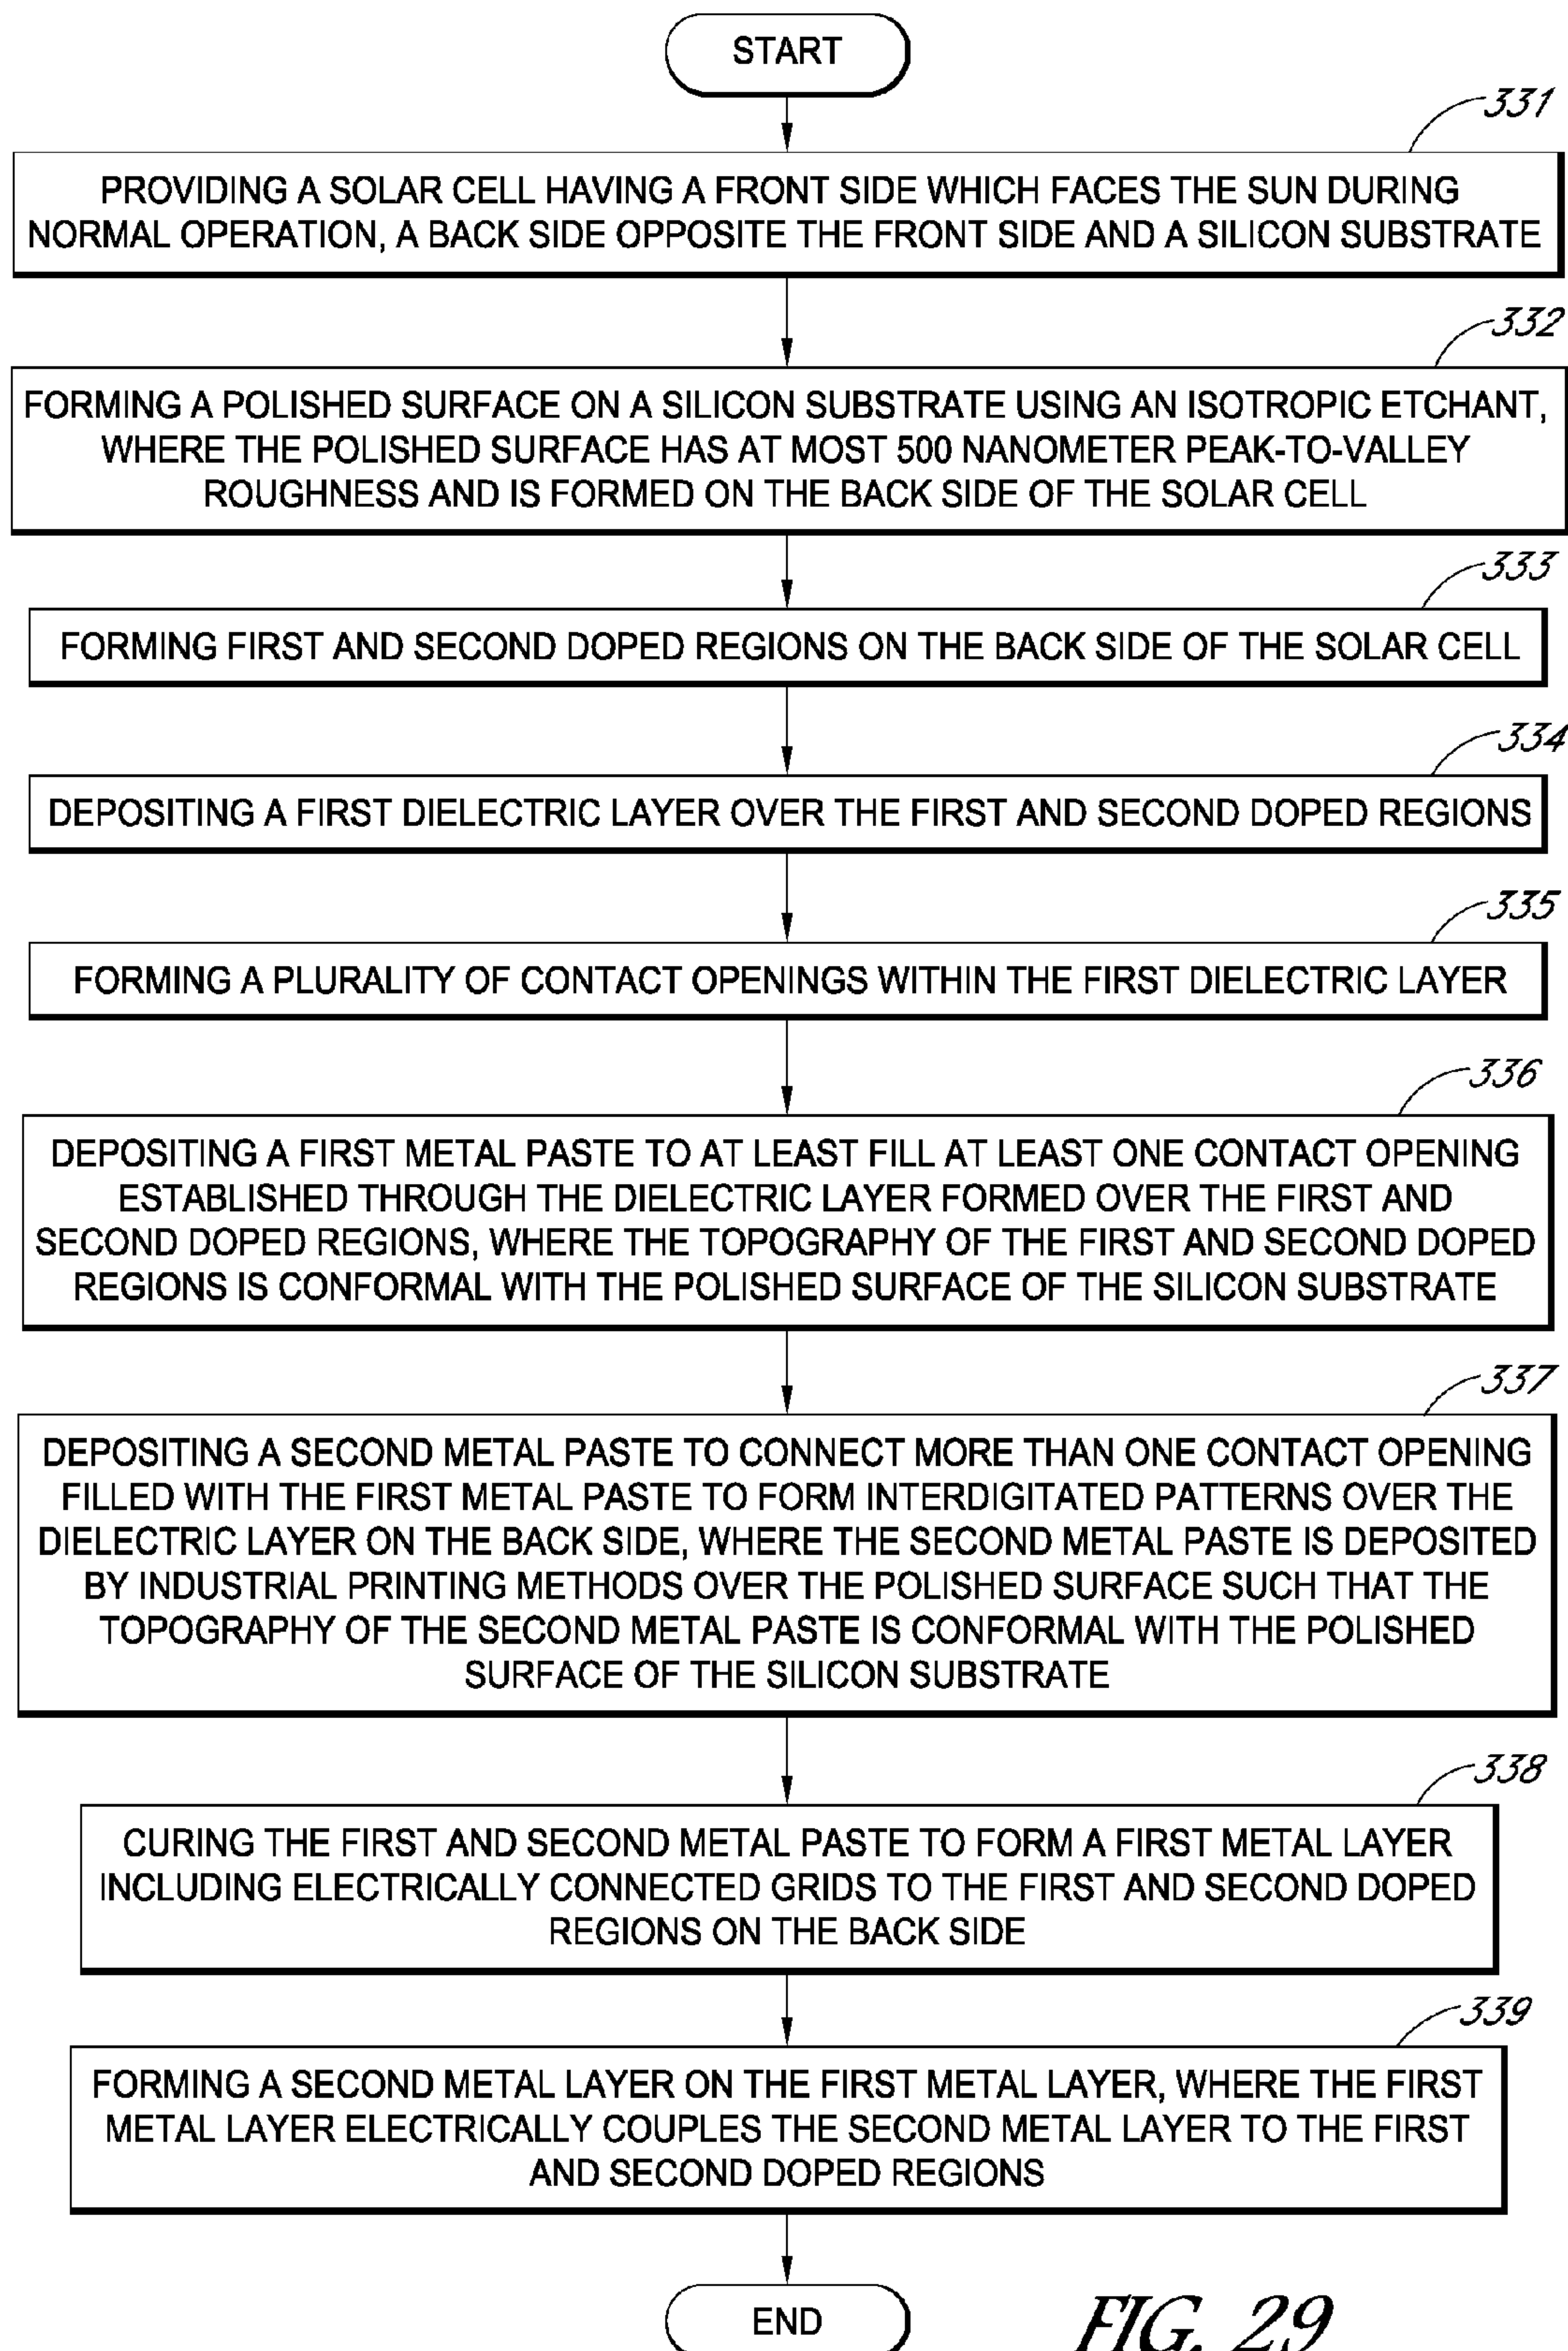 START
331
PROVIDING A SOLAR CELL HAVING A FRONT SIDE WHICH FACES THE SUN DURING
NORMAL OPERATION, A BACK SIDE OPPOSITE THE FRONT SIDE AND A SILICON SUBSTRATE
332
FORMING A POLISHED SURFACE ON A SILICON SUBSTRATE USING AN ISOTROPIC ETCHANT,
WHERE THE POLISHED SURFACE HAS AT MOST 500 NANOMETER PEAK-TO-VALLEY
ROUGHNESS AND IS FORMED ON THE BACK SIDE OF THE SOLAR CELL
333
FORMING FIRST AND SECOND DOPED REGIONS ON THE BACK SIDE OF THE SOLAR CELL
334
DEPOSITING A FIRST DIELECTRIC LAYER OVER THE FIRST AND SECOND DOPED REGIONS
335
FORMING A PLURALITY OF CONTACT OPENINGS WITHIN THE FIRST DIELECTRIC LAYER
336
DEPOSITING A FIRST METAL PASTE TO AT LEAST FILL AT LEAST ONE CONTACT OPENING
ESTABLISHED THROUGH THE DIELECTRIC LAYER FORMED OVER THE FIRST AND
SECOND DOPED REGIONS, WHERE THE TOPOGRAPHY OF THE FIRST AND SECOND DOPED
REGIONS IS CONFORMAL WITH THE POLISHED SURFACE OF THE SILICON SUBSTRATE
337
DEPOSITING A SECOND METAL PASTE TO CONNECT MORE THAN ONE CONTACT OPENING
FILLED WITH THE FIRST METAL PASTE TO FORM INTERDIGITATED PATTERNS OVER THE
DIELECTRIC LAYER ON THE BACK SIDE, WHERE THE SECOND METAL PASTE IS DEPOSITED
BY INDUSTRIAL PRINTING METHODS OVER THE POLISHED SURFACE SUCH THAT THE
TOPOGRAPHY OF THE SECOND METAL PASTE IS CONFORMAL WITH THE POLISHED
SURFACE OF THE SILICON SUBSTRATE
338
CURING THE FIRST AND SECOND METAL PASTE TO FORM A FIRST METAL LAYER
INCLUDING ELECTRICALLY CONNECTED GRIDS TO THE FIRST AND SECOND DOPED
REGIONS ON THE BACK SIDE
339
FORMING A SECOND METAL LAYER ON THE FIRST METAL LAYER, WHERE THE FIRST
METAL LAYER ELECTRICALLY COUPLES THE SECOND METAL LAYER TO THE FIRST
AND SECOND DOPED REGIONS
END
FIG. 29